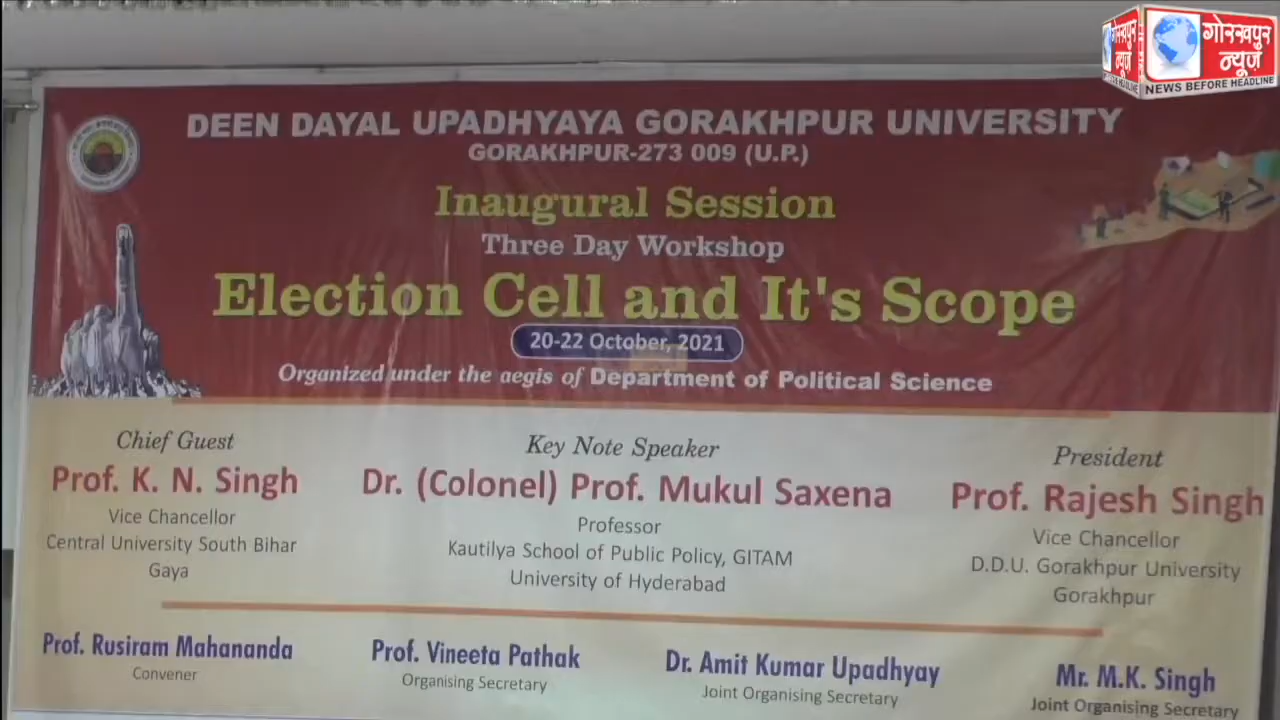 गोरखपुर
न्यूज़
NEWS BEFORE HEADLINE
DEEN DAYAL UPADHYAYA GORAKHPUR UNIVERSITY
GORAKHPUR-273 009 (U.P.)
Inaugural Session
Three Day Workshop
Election Cell and It's Scope
20-22 October, 2021
Organized under the aegis of Department of Political Science
Chief Guest
Prof. K. N. Singh
Vice Chancellor
Central University South Bihar
Gaya
Key Note Speaker
Dr. (Colonel) Prof. Mukul Saxena
Professor
Kautilya School of Public Policy, GITAM
University of Hyderabad
President
Prof. Rajesh Singh
Vice Chancellor
D.D.U. Gorakhpur University
Gorakhpur
Prof. Rusiram Mahananda
Convener
Prof. Vineeta Pathak
Organising Secretary
Dr. Amit Kumar Upadhyay
Joint Organising Secretary
Mr. M.K. Singh
Joint Organising Secretary